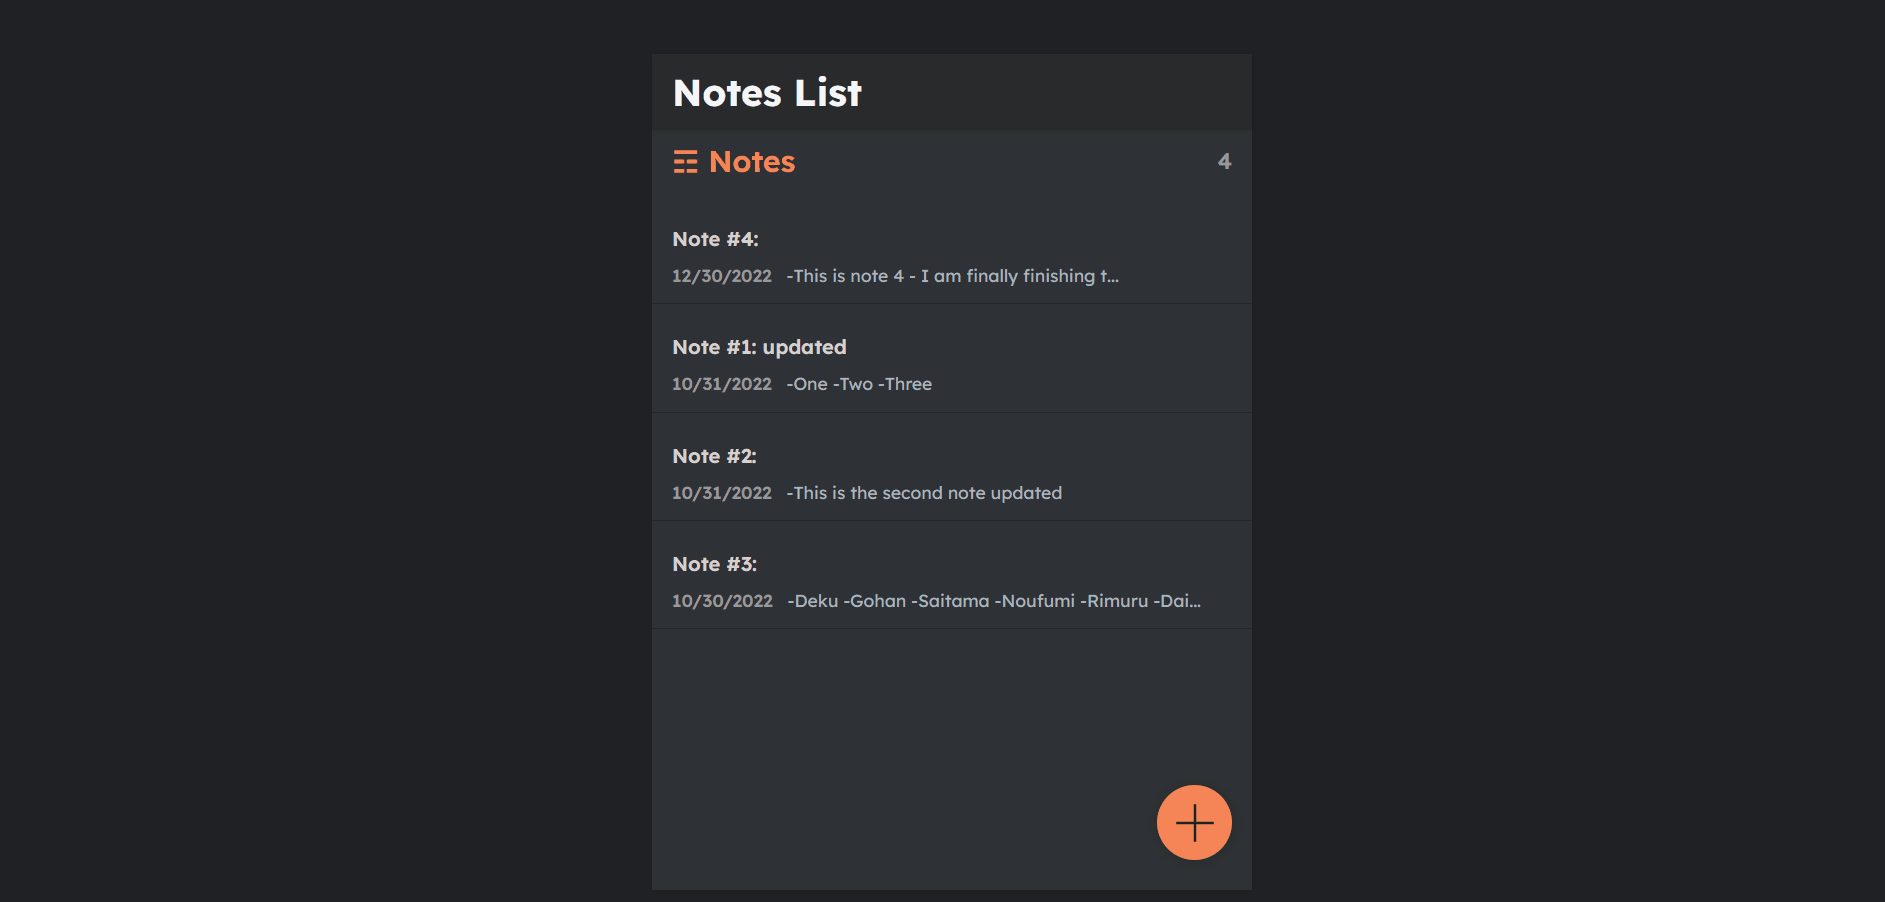 Notes List
Notes 4
Note #4:
12/30/2022 -This is note 4 - I am finally finishing t...
Note #1: updated
10/31/2022 -One -Two -Three
Note #2:
10/31/2022 -This is the second note updated
Note #3:
10/30/2022 -Deku -Gohan -Saitama -Noufumi -Rimuru -Dai...